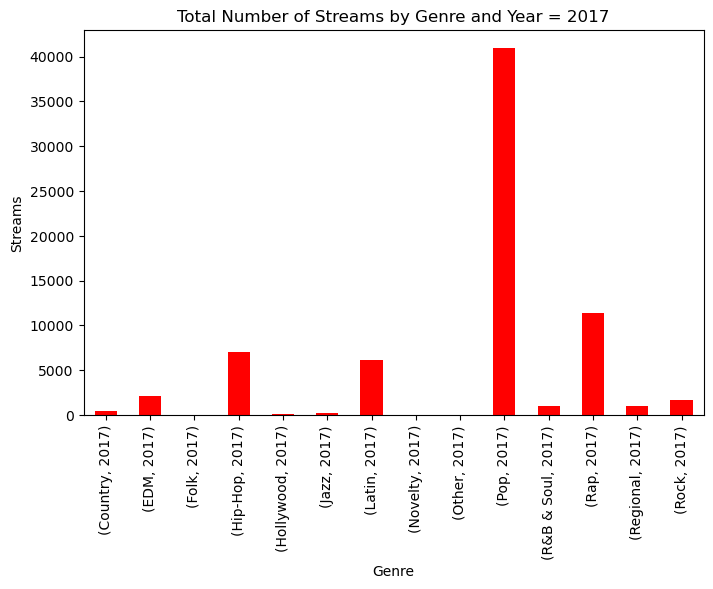 Total Number of Streams by Genre and Year = 2017
Streams
40000
35000
30000
25000
20000
15000
10000
5000
0
(Country, 2017)
(EDM, 2017)
(Folk, 2017)
(Hip-Hop, 2017)
(Hollywood, 2017)
(Jazz, 2017)
(Latin, 2017)
(Novelty, 2017)
(Other, 2017)
(Pop, 2017)
(R&B & Soul, 2017)
(Rap, 2017)
(Regional, 2017)
(Rock, 2017)
Genre